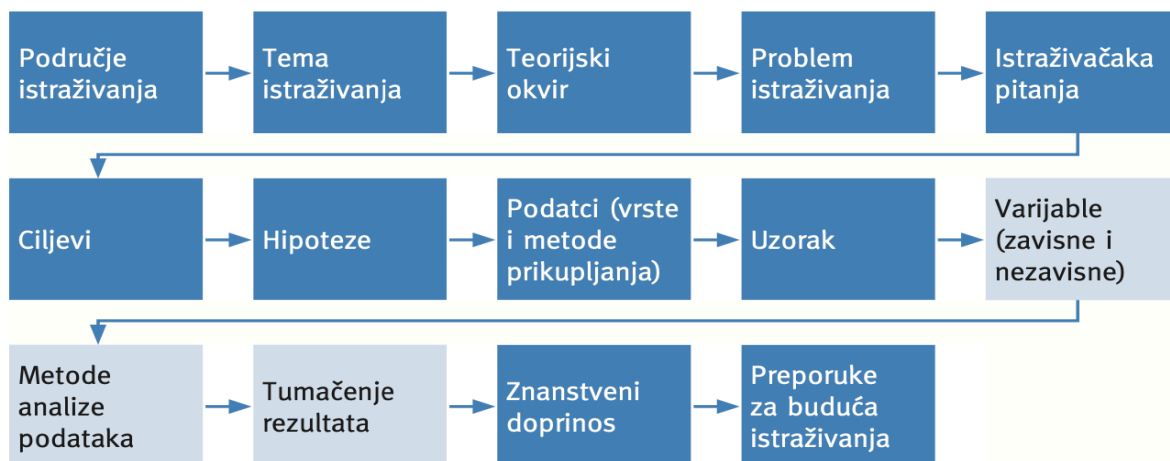 Područje
istraživanja
Tema
istraživanja
Teorijski
okvir
Problem
istraživanja
Istraživačaka
pitanja
Ciljevi
Hipoteze
Podatci (vrste
i metode
prikupljanja)
Uzorak
Varijable
(zavisne i
nezavisne)
Metode
analize
podataka
Tumačenje
rezultata
Znanstveni
doprinos
Preporuke
za buduća
istraživanja